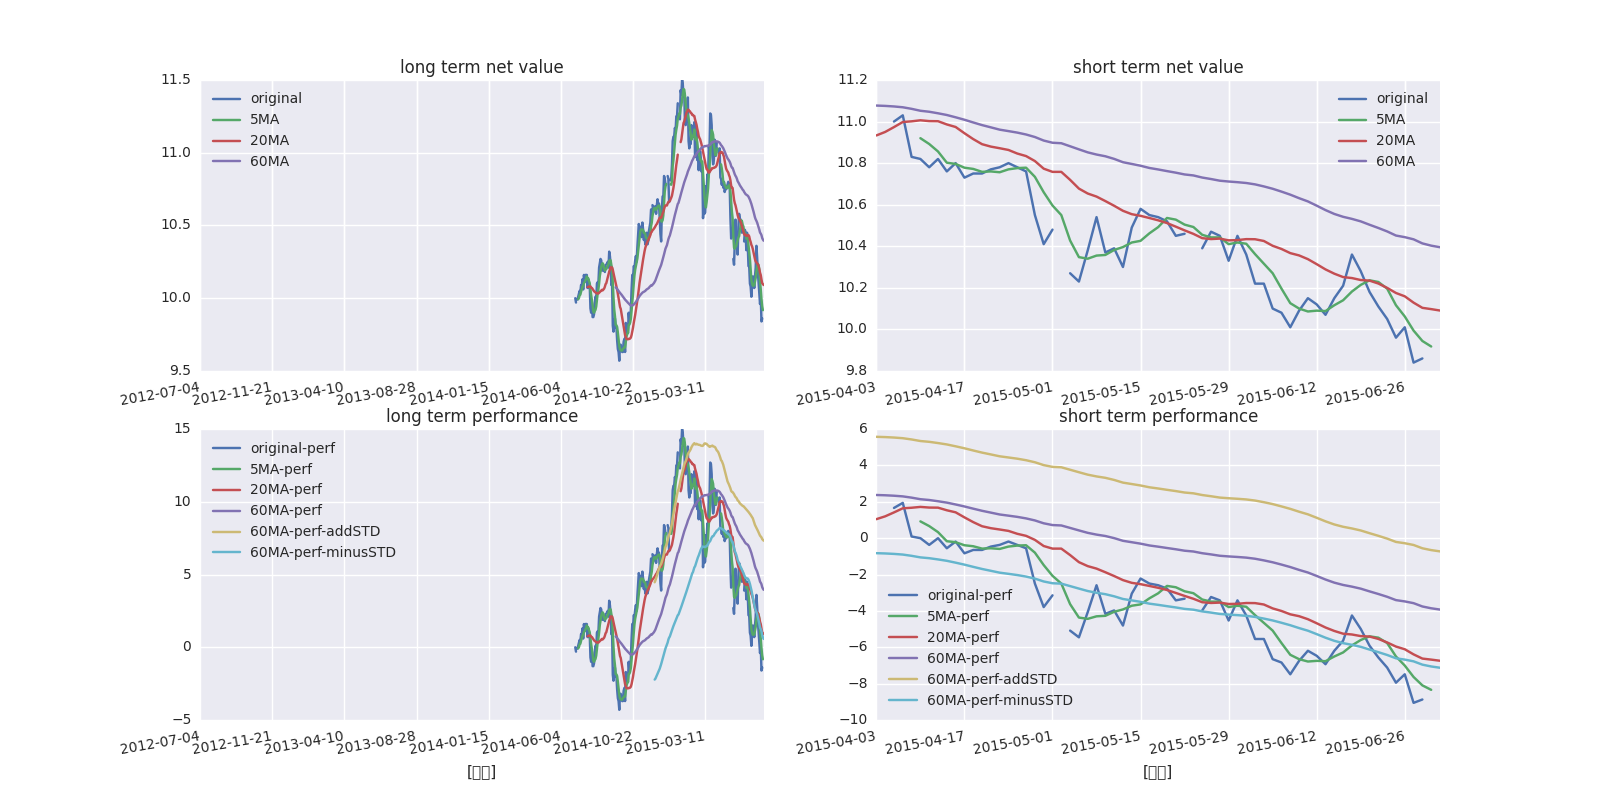 long term net value
11.5
11.0
10.5
10.0
9.5
original
5MA
20MA
60MA
2012-07-04 2012-11-21 2013-04-10 2013-08-28 2014-01-15 2014-06-04 2014-10-22 2015-03-11
short term net value
11.2
11.0
10.8
10.6
10.4
10.2
10.0
9.8
original
5MA
20MA
60MA
2015-04-03 2015-04-17 2015-05-01 2015-05-15 2015-05-29 2015-06-12 2015-06-26
long term performance
15
10
5
0
−5
original-perf
5MA-perf
20MA-perf
60MA-perf
60MA-perf-addSTD
60MA-perf-minusSTD
2012-07-04 2012-11-21 2013-04-10 2013-08-28 2014-01-15 2014-06-04 2014-10-22 2015-03-11
short term performance
6
4
2
0
−2
−4
−6
−8
−10
original-perf
5MA-perf
20MA-perf
60MA-perf
60MA-perf-addSTD
60MA-perf-minusSTD
2015-04-03 2015-04-17 2015-05-01 2015-05-15 2015-05-29 2015-06-12 2015-06-26